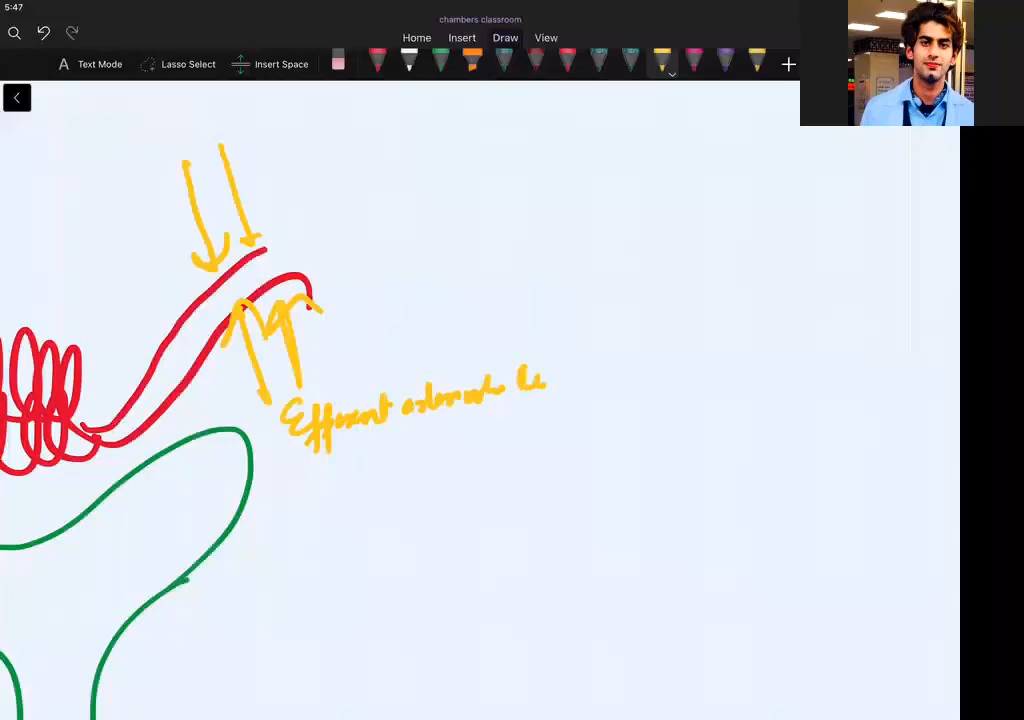 5:47
chambers classroom
Home Insert Draw View
Text Mode Lasso Select Insert Space
Efferent